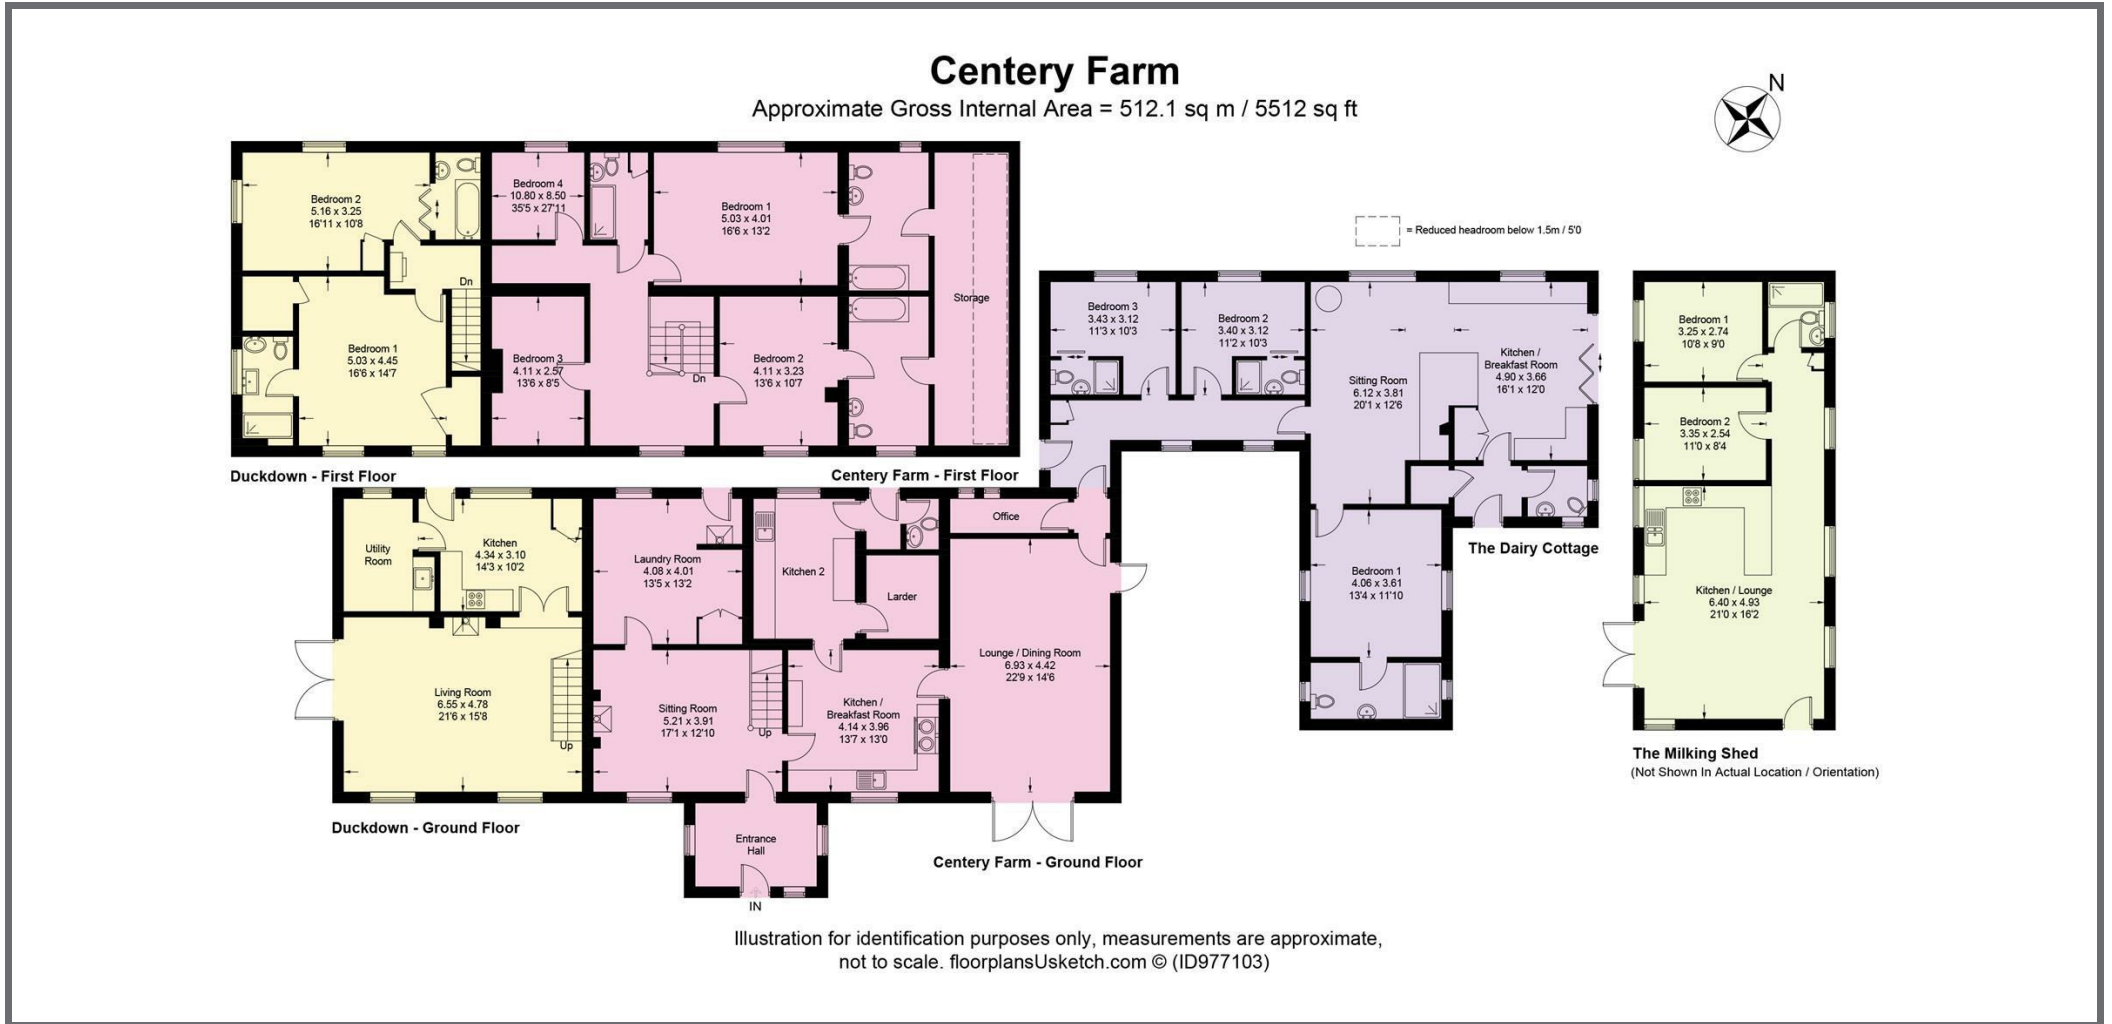 Centery Farm
Approximate Gross Internal Area = 512.1 sq m / 5512 sq ft
N
= Reduced headroom below 1.5m / 5'0
Bedroom 2
5.16 x 3.25
16'11 x 10'8
Dn
Bedroom 1
5.03 x 4.45
16'6 x 14'7
Duckdown - First Floor
Bedroom 4
10.80 x 8.50
35'5 x 27'11
Bedroom 1
5.03 x 4.01
16'6 x 13'2
Storage
Bedroom 3
4.11 x 2.57
13'6 x 8'5
Dn
Bedroom 2
4.11 x 3.23
13'6 x 10'7
Centery Farm - First Floor
Utility
Room
Kitchen
4.34 x 3.10
14'3 x 10'2
Living Room
6.55 x 4.78
21'6 x 15'8
Up
Duckdown - Ground Floor
Laundry Room
4.08 x 4.01
13'5 x 13'2
Kitchen 2
Larder
Office
Lounge / Dining Room
6.93 x 4.42
22'9 x 14'6
Sitting Room
5.21 x 3.91
17'1 x 12'10
Up
Kitchen /
Breakfast Room
4.14 x 3.96
13'7 x 13'0
Entrance
Hall
IN
Centery Farm - Ground Floor
Bedroom 3
3.43 x 3.12
11'3 x 10'3
Bedroom 2
3.40 x 3.12
11'2 x 10'3
Sitting Room
6.12 x 3.81
20'1 x 12'6
Kitchen /
Breakfast Room
4.90 x 3.66
16'1 x 12'0
Bedroom 1
4.06 x 3.61
13'4 x 11'10
The Dairy Cottage
Bedroom 1
3.25 x 2.74
10'8 x 9'0
Bedroom 2
3.35 x 2.54
11'0 x 8'4
Kitchen / Lounge
6.40 x 4.93
21'0 x 16'2
The Milking Shed
(Not Shown In Actual Location / Orientation)
Illustration for identification purposes only, measurements are approximate,
not to scale. floorplansUsketch.com © (ID977103)